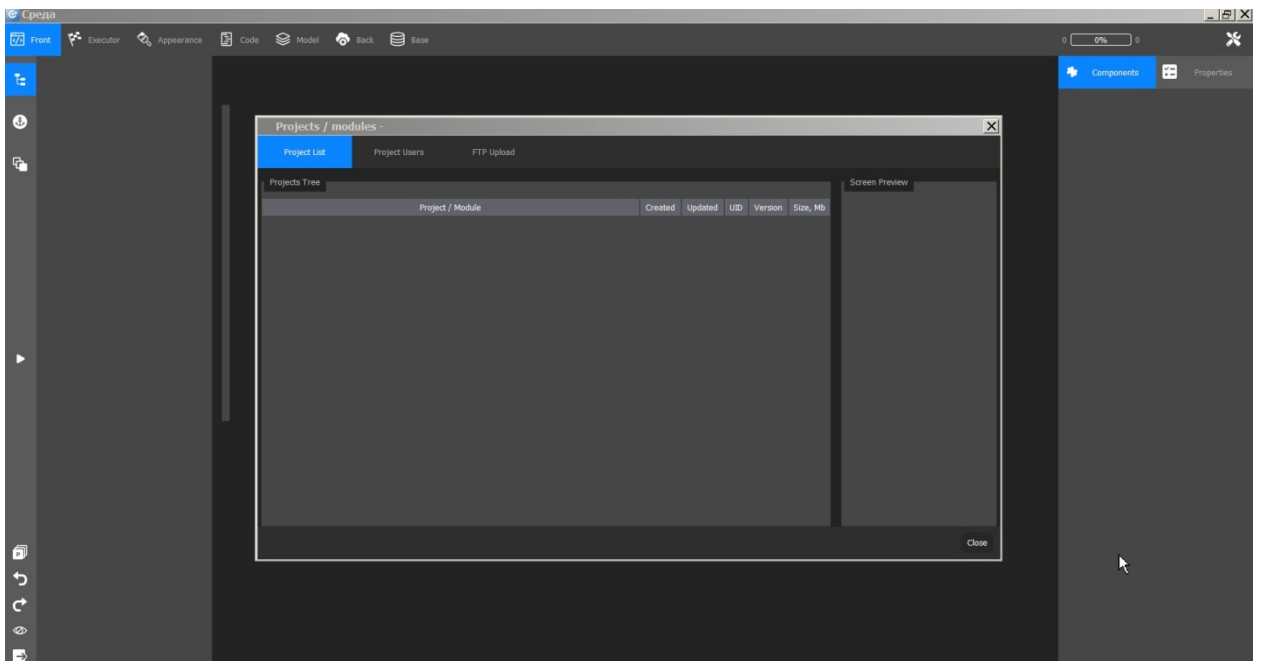 Среда
Front Executor Appearance Code Model Back Base 0 0% 0
Components Properties
Projects / modules -
Project List Project Users FTP Upload
Projects Tree Screen Preview
Project / Module Created Updated UID Version Size, Mb
Close